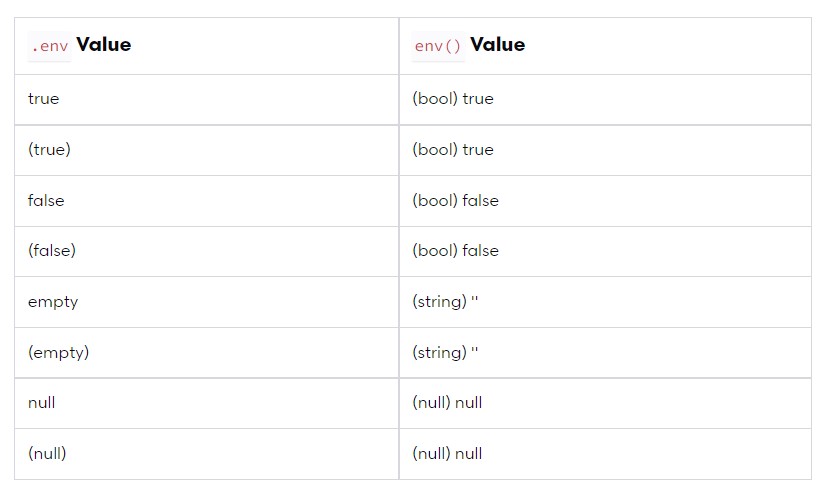 .env Value env() Value
true (bool) true
(true) (bool) true
false (bool) false
(false) (bool) false
empty (string) ''
(empty) (string) ''
null (null) null
(null) (null) null